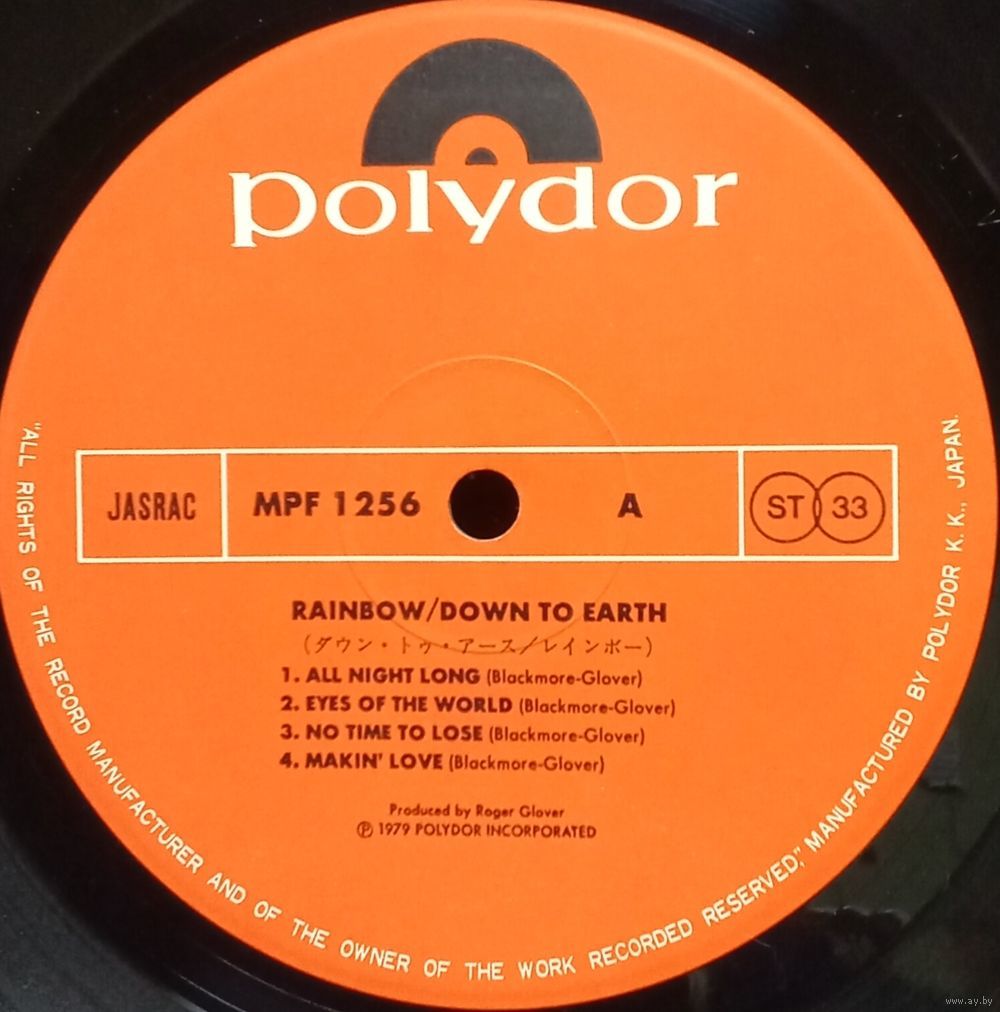 polydor
JASRAC
MPF 1256
A
ST 33
RAINBOW/DOWN TO EARTH
(ダウン・トゥ・アース/レインボー)
1. ALL NIGHT LONG (Blackmore-Glover)
2. EYES OF THE WORLD (Blackmore-Glover)
3. NO TIME TO LOSE (Blackmore-Glover)
4. MAKIN' LOVE (Blackmore-Glover)
Produced by Roger Glover
Ⓟ 1979 POLYDOR INCORPORATED
"ALL RIGHTS OF THE RECORD MANUFACTURER AND OF THE OWNER OF THE WORK RECORDED RESERVED," MANUFACTURED BY POLYDOR K.K., JAPAN.
www.ay.by